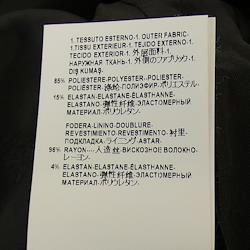 1. TESSUTO ESTERNO-1. OUTER FABRIC-
1.TISSU EXTERIEUR-1. TEJIDO EXTERNO-1.
TECIDO EXTERIOR-1. 外层面料-1.
НАРУЖНАЯ ТКАНЬ-1. 外側のファブリック-1.
DIŞ KUMAŞ
85% POLIESTERE-POLYESTER-POLIESTER-
POLIÉSTER-涤纶-ПОЛИЭФИР-ポリエステル
15% ELASTAN-ELASTANE-ÉLASTHANNE-
ELASTANO-弹性纤维-ЭЛАСТОМЕРНЫЙ
МАТЕРИАЛ-ポリウレタン
FODERA-LINING-DOUBLURE-
REVESTIMIENTO-REVESTIMENTO-衬里-
ПОДКЛАДКА-ライニング-ASTAR
96% RAYON-人造丝-ВИСКОЗНОЕ ВОЛОКНО-
レーヨン
4% ELASTAN-ELASTANE-ÉLASTHANNE-
ELASTANO-弹性纤维-ЭЛАСТОМЕРНЫЙ
МАТЕРИАЛ-ポリウレタン